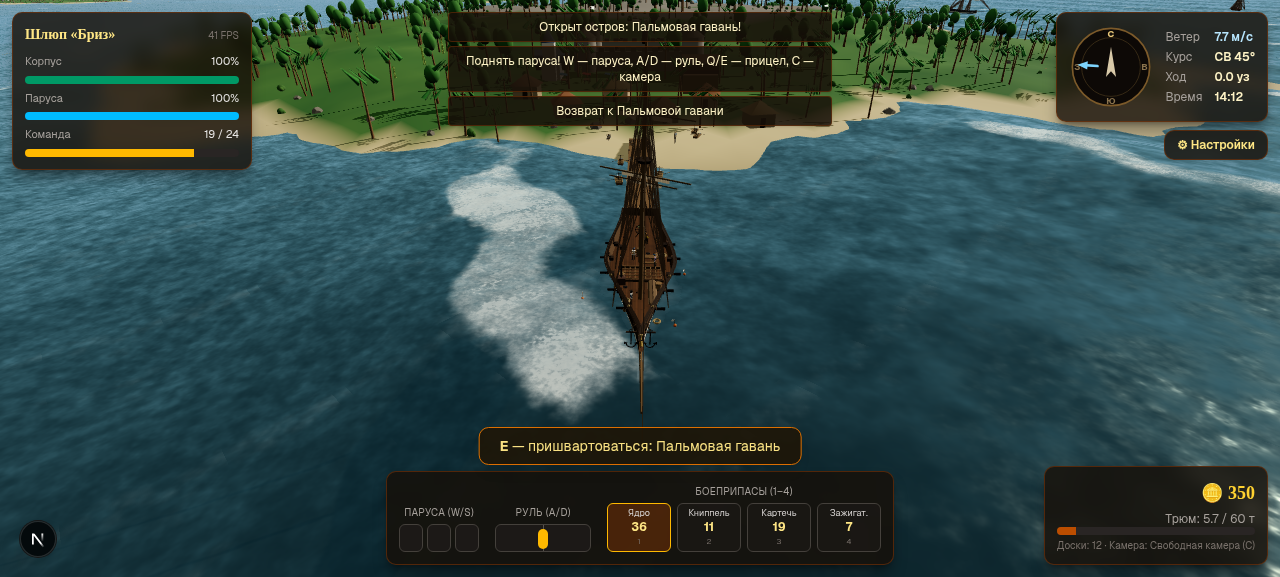 Шлюп «Бриз»
41 FPS
Корпус
100%
Паруса
100%
Команда
19 / 24
Открыт остров: Пальмовая гавань!
Поднять паруса! W — паруса, A/D — руль, Q/E — прицел, C —
камера
Возврат к Пальмовой гавани
С
В
Ю
З
Ветер
7.7 м/с
Курс
СВ 45°
Ход
0.0 уз
Время
14:12
⚙ Настройки
E — пришвартоваться: Пальмовая гавань
ПАРУСА (W/S)
РУЛЬ (A/D)
БОЕПРИПАСЫ (1–4)
Ядро
36
1
Книппель
11
2
Картечь
19
3
Зажигат.
7
4
350
Трюм: 5.7 / 60 т
Доски: 12 · Камера: Свободная камера (C)
N